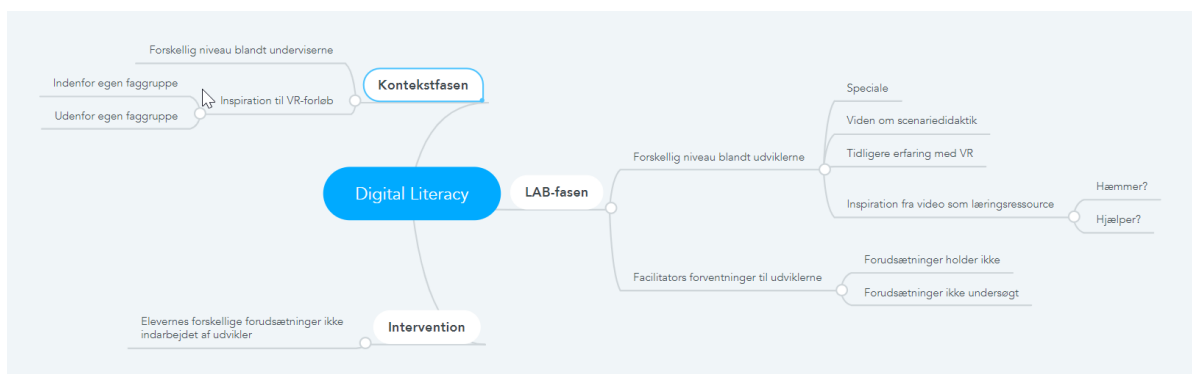 Forskellig niveau blandt underviserne
Indenfor egen faggruppe
Udenfor egen faggruppe
Inspiration til VR-forløb
Kontekstfasen
Digital Literacy
LAB-fasen
Forskellig niveau blandt udviklerne
Speciale
Viden om scenariedidaktik
Tidligere erfaring med VR
Inspiration fra video som læringsressource
Hæmmer?
Hjælper?
Facilitators forventninger til udviklerne
Forudsætninger holder ikke
Forudsætninger ikke undersøgt
Intervention
Elevernes forskellige forudsætninger ikke
indarbejdet af udvikler